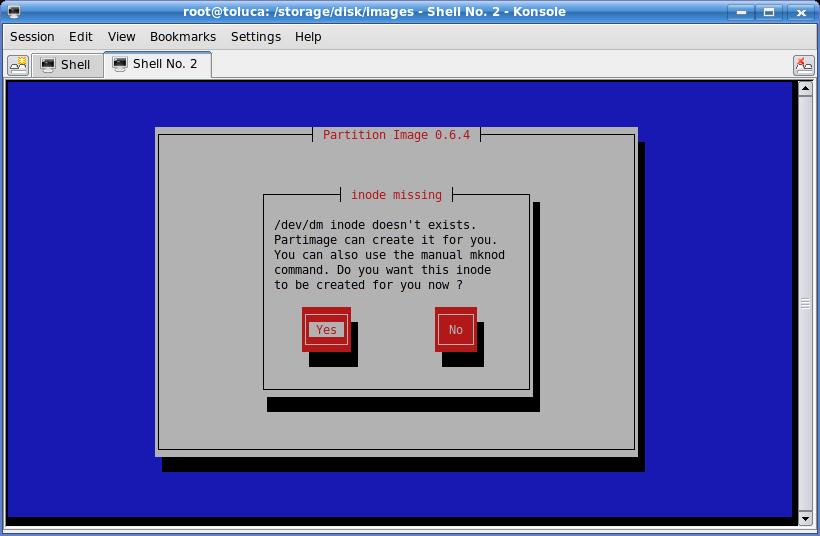 root@toluca: /storage/disk/images - Shell No. 2 - Konsole
Session Edit View Bookmarks Settings Help
Shell Shell No. 2
Partition Image 0.6.4
inode missing
/dev/dm inode doesn't exists.
Partimage can create it for you.
You can also use the manual mknod
command. Do you want this inode
to be created for you now ?
Yes No